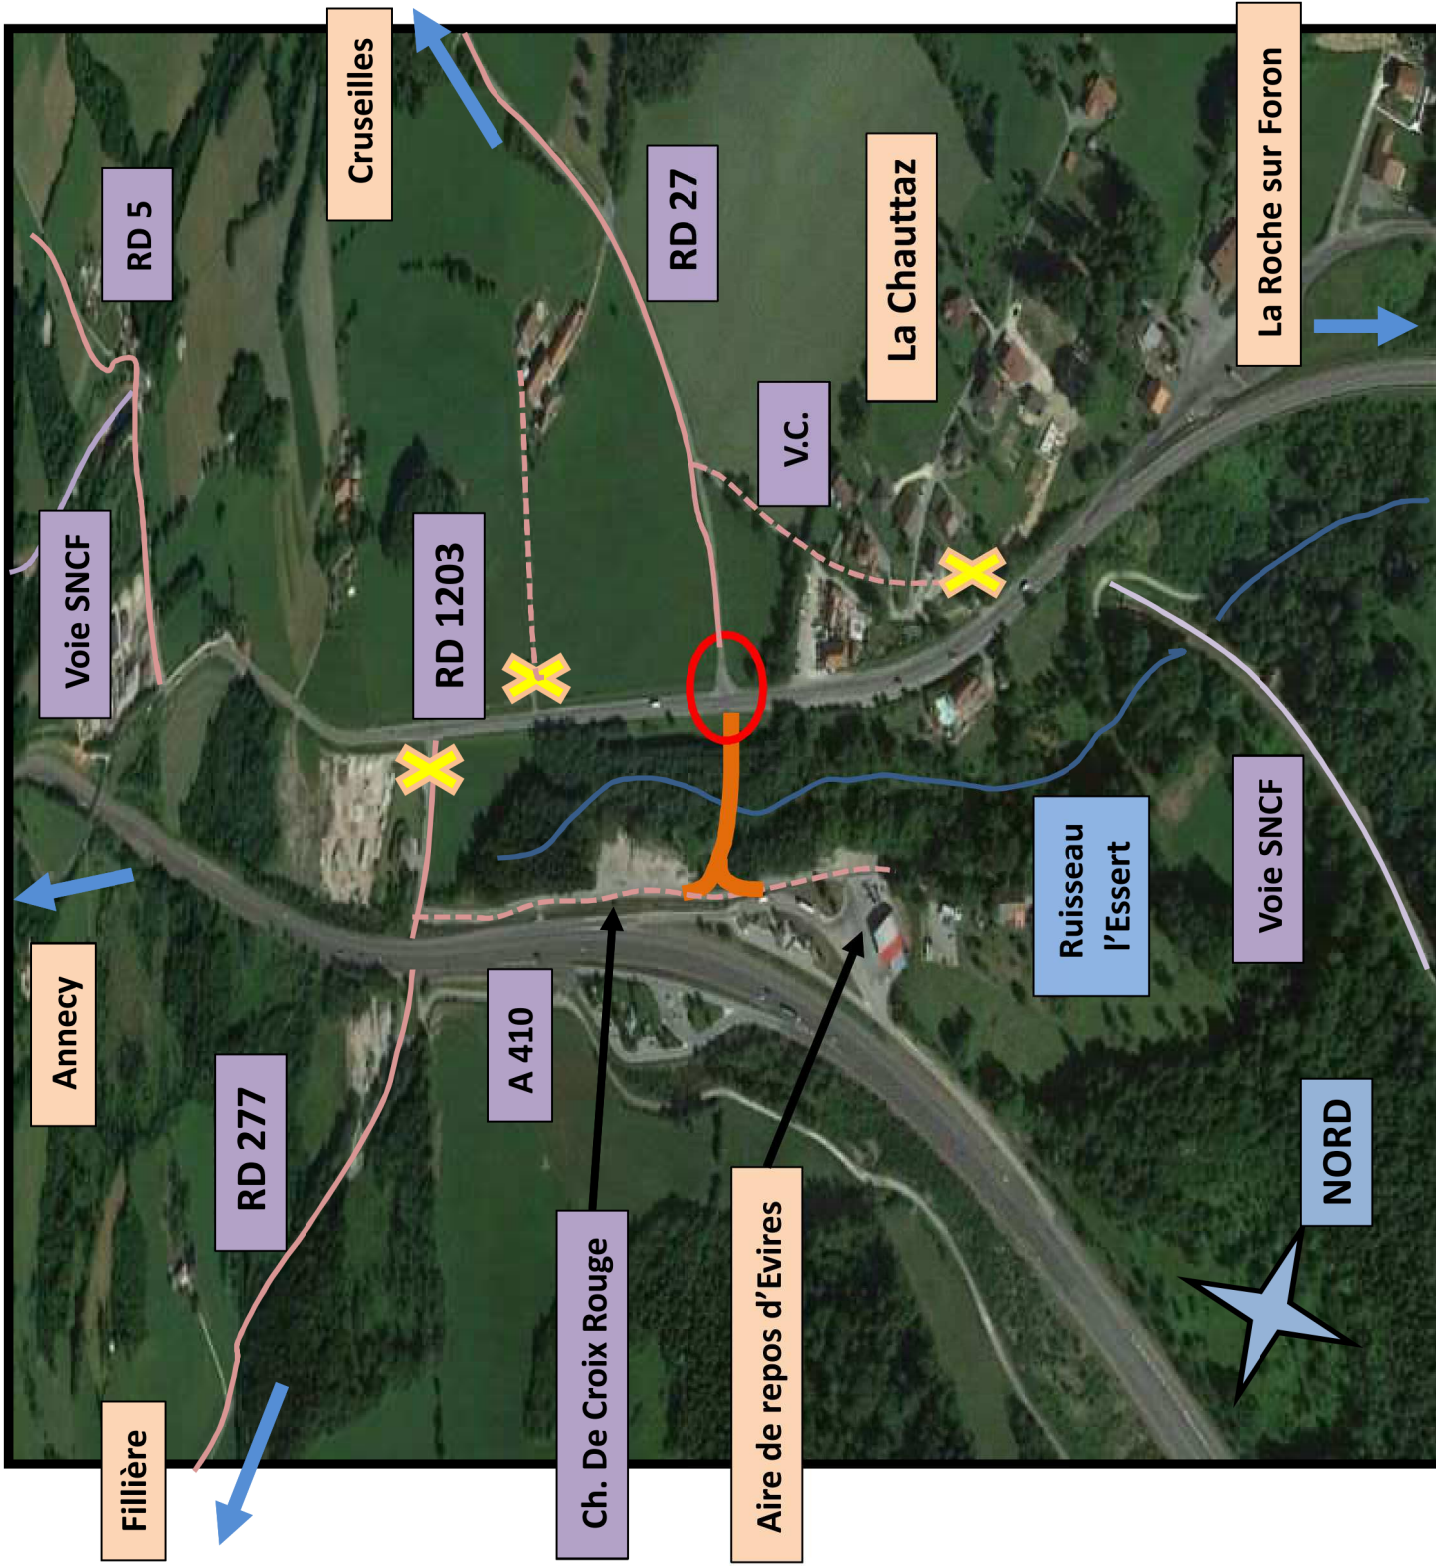 Annecy
Voie SNCF
Fillière
RD 5
RD 277
Cruseilles
RD 1203
A 410
Ch. De Croix Rouge
RD 27
Aire de repos d’Evires
V.C.
La Chauttaz
Ruisseau
l’Essert
Voie SNCF
La Roche sur Foron
NORD